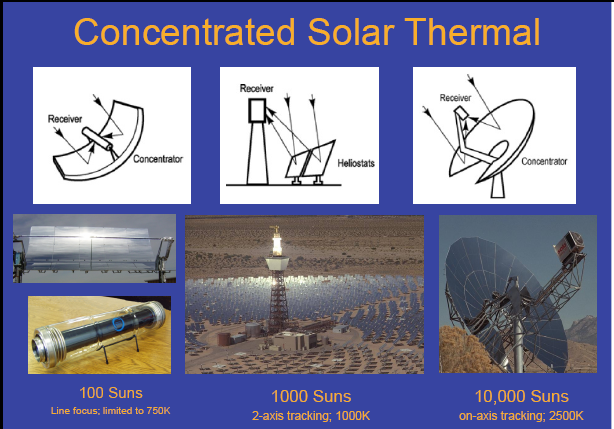 Concentrated Solar Thermal
Receiver
Concentrator
Receiver
Heliostats
Receiver
Concentrator
100 Suns
Line focus; limited to 750K
1000 Suns
2-axis tracking; 1000K
10,000 Suns
on-axis tracking; 2500K